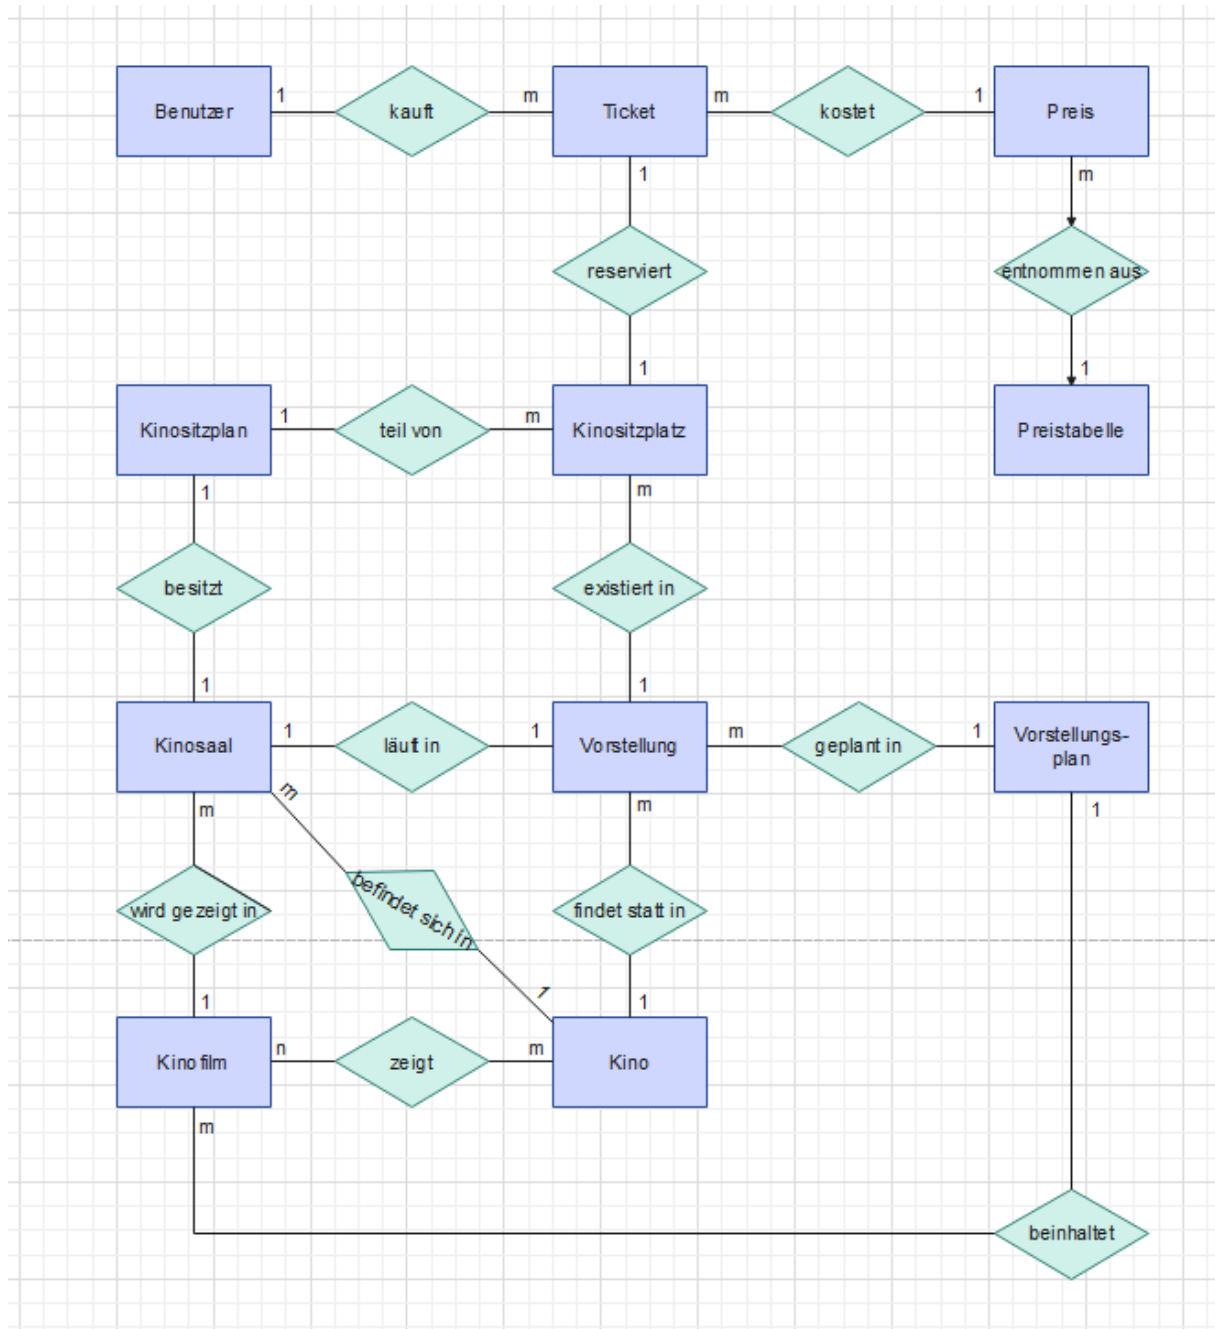 Benutzer
1
kauft
m
Ticket
m
kostet
1
Preis
1
m
reserviert
entnommen aus
1
1
Kinositzplan
1
teil von
m
Kinositzplatz
Preistabelle
1
m
besitzt
existiert in
1
1
Kinosaal
1
läuft in
1
Vorstellung
m
geplant in
1
Vorstellungs-
plan
m
m
m
1
befindet sich in
wird gezeigt in
findet statt in
1
1
1
Kinofilm
n
zeigt
m
Kino
m
beinhaltet